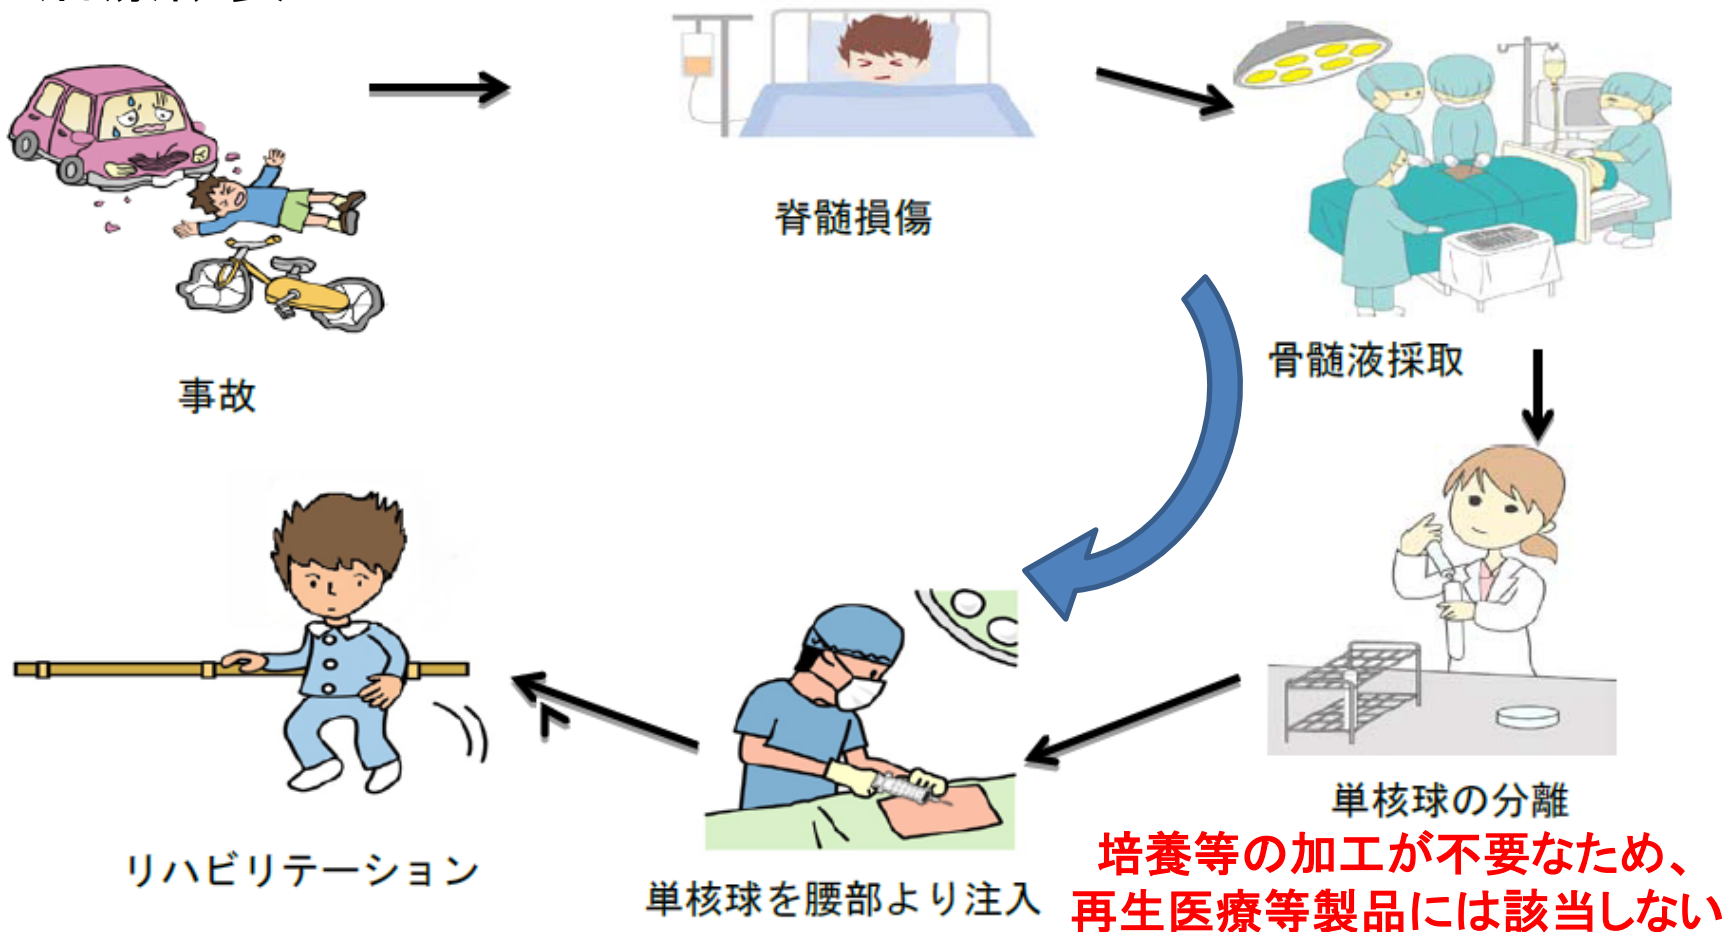 脊髄損傷
事故
骨髄液採取
単核球の分離
培養等の加工が不要なため、
再生医療等製品には該当しない
単核球を腰部より注入
リハビリテーション